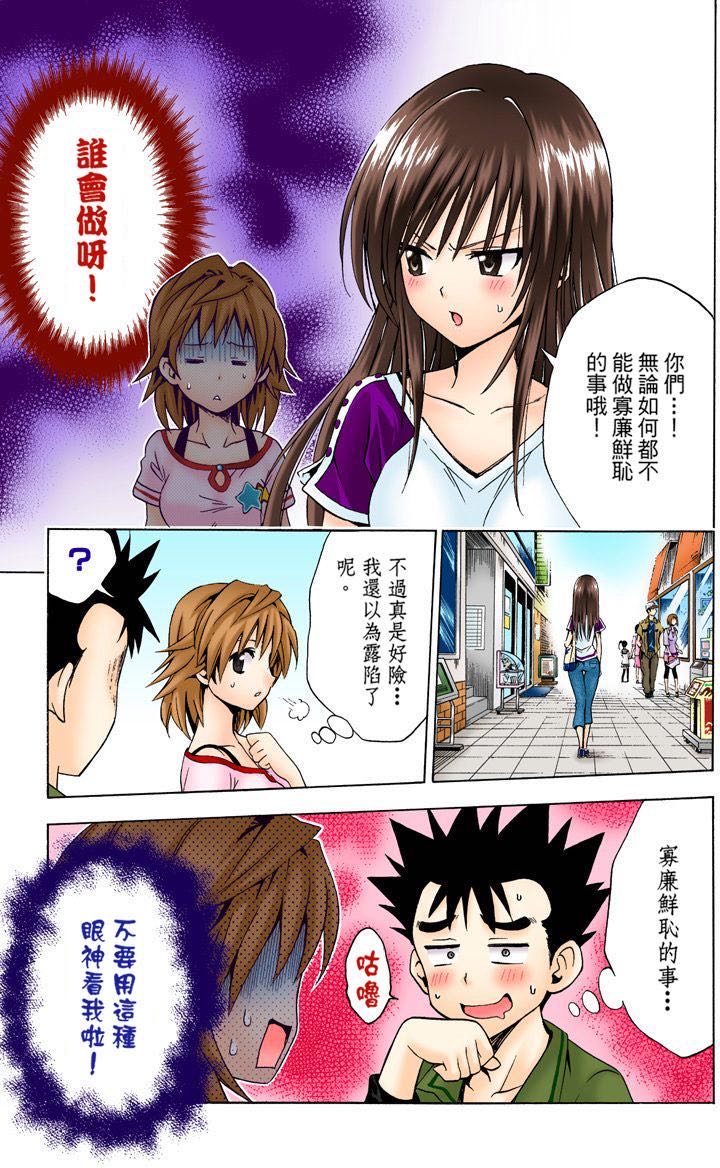 你們…！
無論如何都不
能做寡廉鮮恥
的事哦！
誰會做呀！
不過真是好險…
我還以為露陷了
呢。
？
寡廉鮮恥的事…
咕嚕
不要用這種
眼神看我啦！